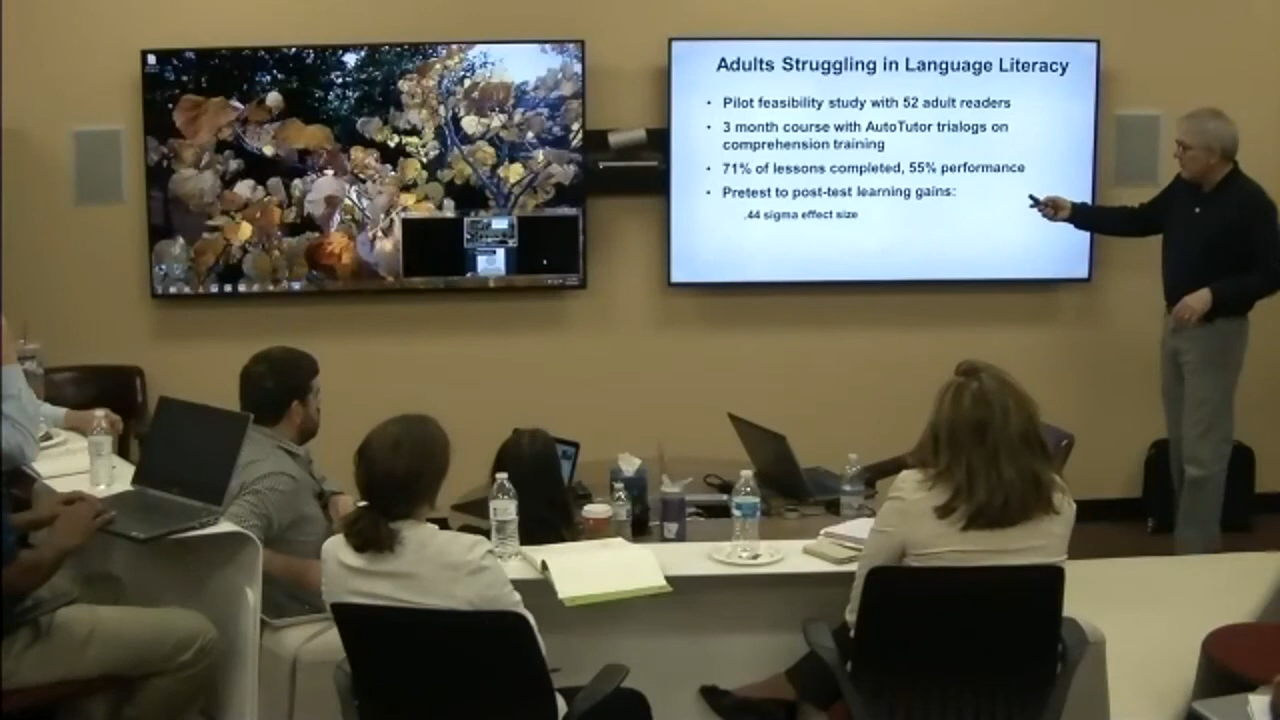 Adults Struggling in Language Literacy
• Pilot feasibility study with 52 adult readers
• 3 month course with AutoTutor trialogs on
comprehension training
• 71% of lessons completed, 55% performance
• Pretest to post-test learning gains:
.44 sigma effect size